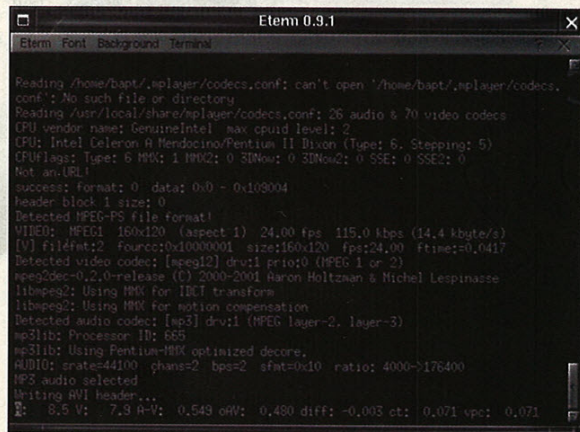 Eterm 0.9.1
Eterm Font Background Terminal
Reading /home/bapt/.mplayer/codecs.conf: can't open '/home/bapt/.mplayer/codecs.
conf': No such file or directory
Reading /usr/local/share/mplayer/codecs.conf: 26 audio & 70 video codecs
CPU vendor name: GenuineIntel max cpuid level: 2
CPU: Intel Celeron A Mendocino/Pentium II Dixon (Type: 6, Stepping: 5)
CPUflags: Type: 6 MMX: 1 MMX2: 0 3DNow: 0 3DNow2: 0 SSE: 0 SSE2: 0
Not an URL!
success: format: 0 data: 0x0 - 0x109004
header block 1 size: 0
Detected MPEG-PS file format!
VIDEO: MPEG1 160x120 (aspect 1) 24.00 fps 115.0 kbps (14.4 kbyte/s)
[V] filefmt:2 fourcc:0x10000001 size:160x120 fps:24.00 ftime:=0.0417
Detected video codec: [mpeg12] drv:1 prio:0 (MPEG 1 or 2)
mpeg2dec-0.2.0-release (C) 2000-2001 Aaron Holtzman & Michel Lespinasse
libmpeg2: Using MMX for IDCT transform
libmpeg2: Using MMX for motion compensation
Detected audio codec: [mp3] drv:1 (MPEG layer-2, layer-3)
mp3lib: Processor ID: 665
mp3lib: Using Pentium-MMX optimized decore.
AUDIO: srate=44100 chans=2 bps=2 sfmt=0x10 ratio: 4000->176400
MP3 audio selected
Writing AVI header...
8.5 V: 7.9 A-V: 0.549 oAV: 0.480 diff: -0.003 ct: 0.071 vpc: 0.071